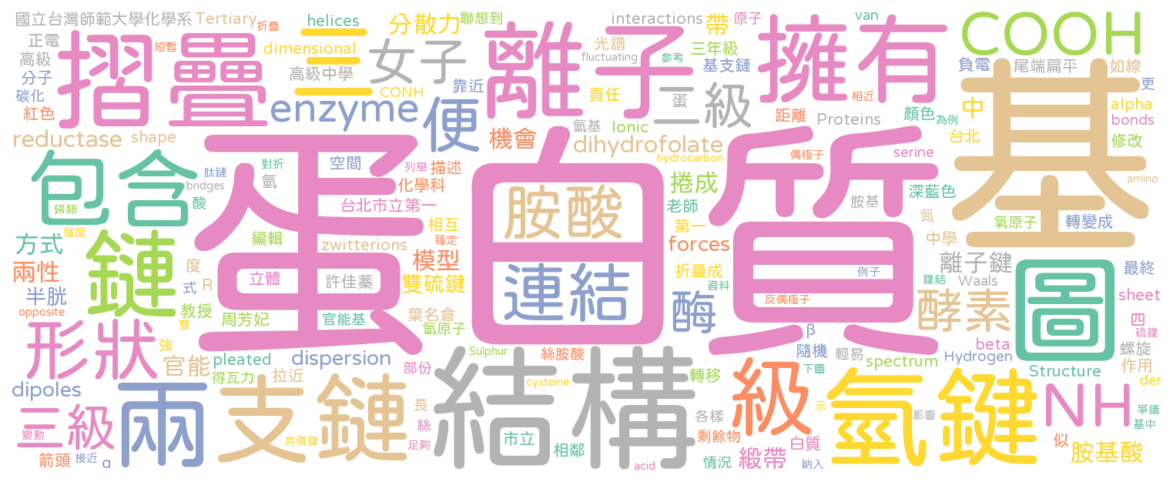 國立台灣師範大學化學系 Tertiary 折疊 helices 三 分散力 聯想到 interactions 帶 原子 van COOH
正電 摺疊 短暫 dimensional 女子 離子 光譜 三年級 fluctuating 參考 擁有 負電 尾端扁平 如線
高級 高級中學 靠近 基支鏈 更
分子 CONH 責任 蛋 二級 距離 相近 顏色 為例 中 alpha
碳化 enzyme 便 機會 氫基 Ionic Proteins 台北 bonds
紅色 修改
reductase shape dihydrofolate 基
包含 蛋白質 對折 空間 列舉 描述 hydrocarbon 偶極子 serine
肽鏈 bridges 氫 化學科 捲成 胺基 深藍色 amino
歸類 酸 台北市立第一 胺酸 老師 氮 氧原子 轉變成
強度 鏈 編輯 zwitterions 相互 穩定 第一 中學
方式 模型 forces 離子鍵 圖 最終
兩性 度 立體 雙硫鍵 連結 折疊成 例子 鍵結 Waals
半胱 式 R 許佳蓁 酶 資料 酵素 sheet
opposite 教授 雙 周芳妃 官能基 葉名倉 氫原子 反偶極子 β 四 硫鍵
形狀 強 官能 pleated dispersion Sulphur 絲胺酸 隨機 輕易 beta Hydrogen 螺旋
dipoles 得瓦力 拉近 部份 cysteine 轉移 下圖 spectrum Structure 作用 der
三級 兩 支鏈 長 結構 級 氫鍵 NH 爭議
變動 共價鍵 絲 各樣 影響 基中
箭頭 接近 α 足夠 市立 相鄰 剩餘物 白質 示 似 胺基酸
acid 情況 緞帶 納入